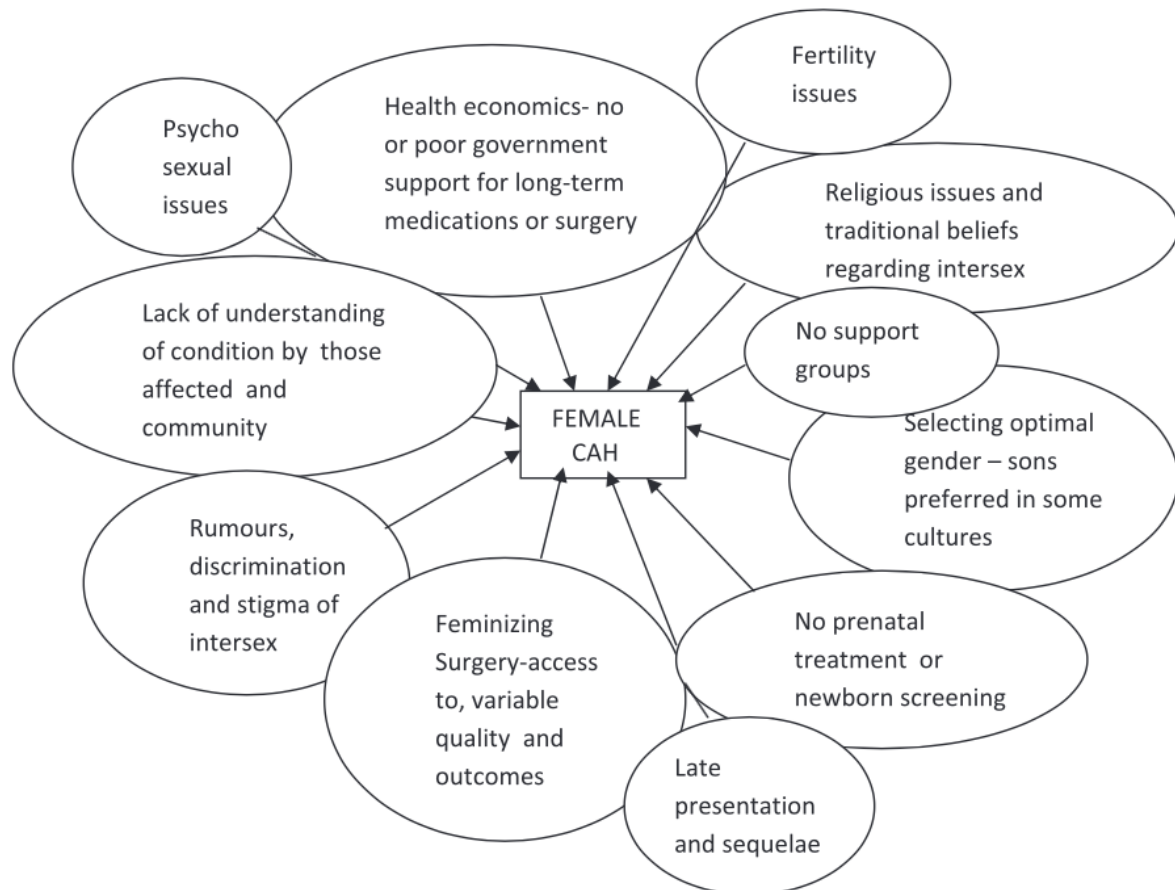 Fertility
issues
Health economics- no
or poor government
support for long-term
medications or surgery
Psycho
sexual
issues
Religious issues and
traditional beliefs
regarding intersex
Lack of understanding
of condition by those
affected and
community
No support
groups
FEMALE
CAH
Selecting optimal
gender – sons
preferred in some
cultures
Rumours,
discrimination
and stigma of
intersex
Feminizing
Surgery-access
to, variable
quality and
outcomes
No prenatal
treatment or
newborn screening
Late
presentation
and sequelae